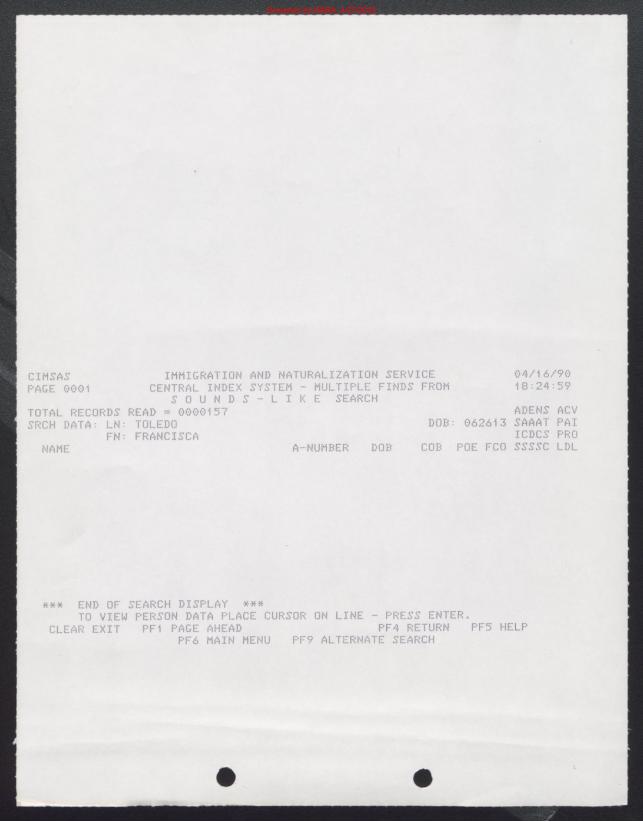 CIMSAS IMMIGRATION AND NATURALIZATION SERVICE 04/16/90
PAGE 0001 CENTRAL INDEX SYSTEM - MULTIPLE FINDS FROM 18:24:59
S O U N D S - L I K E SEARCH
TOTAL RECORDS READ = 0000157 ADENS ACV
SRCH DATA: LN: TOLEDO DOB: 062613 SAAAT PAI
FN: FRANCISCA ICDCS PRO
NAME A-NUMBER DOB COB POE FCO SSSSC LDL
*** END OF SEARCH DISPLAY ***
TO VIEW PERSON DATA PLACE CURSOR ON LINE - PRESS ENTER.
CLEAR EXIT PF1 PAGE AHEAD PF4 RETURN PF5 HELP
PF6 MAIN MENU PF9 ALTERNATE SEARCH